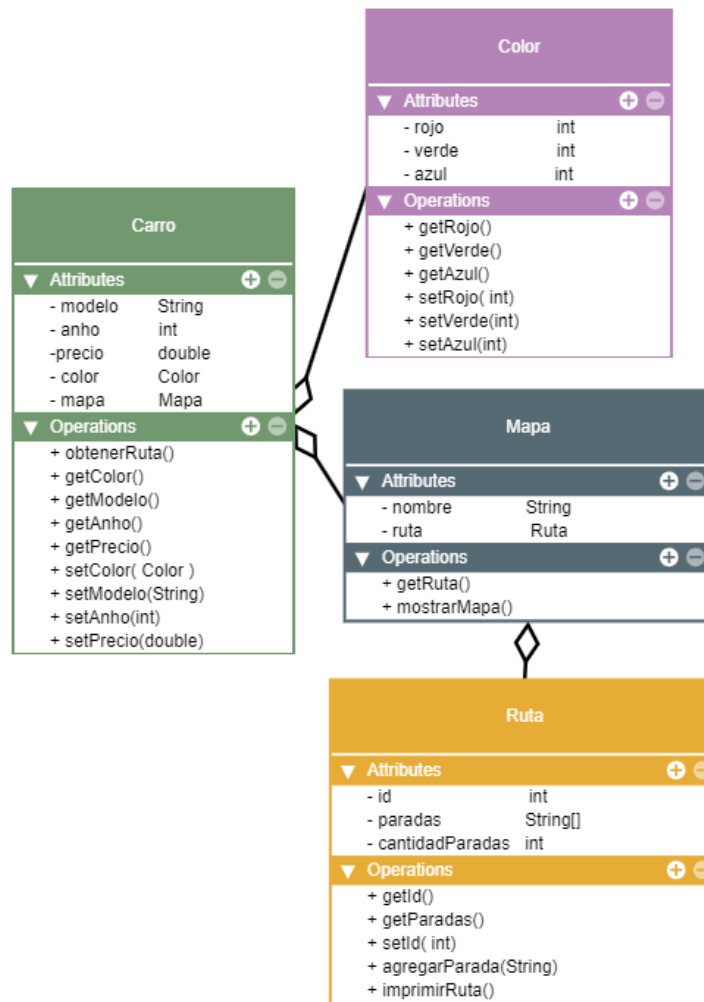 Color
Attributes
- rojo int
- verde int
- azul int
Operations
+ getRojo()
+ getVerde()
+ getAzul()
+ setRojo( int)
+ setVerde(int)
+ setAzul(int)
Carro
Attributes
- modelo String
- anho int
-precio double
- color Color
- mapa Mapa
Operations
+ obtenerRuta()
+ getColor()
+ getModelo()
+ getAnho()
+ getPrecio()
+ setColor( Color )
+ setModelo(String)
+ setAnho(int)
+ setPrecio(double)
Mapa
Attributes
- nombre String
- ruta Ruta
Operations
+ getRuta()
+ mostrarMapa()
Ruta
Attributes
- id int
- paradas String[]
- cantidadParadas int
Operations
+ getId()
+ getParadas()
+ setId( int)
+ agregarParada(String)
+ imprimirRuta()